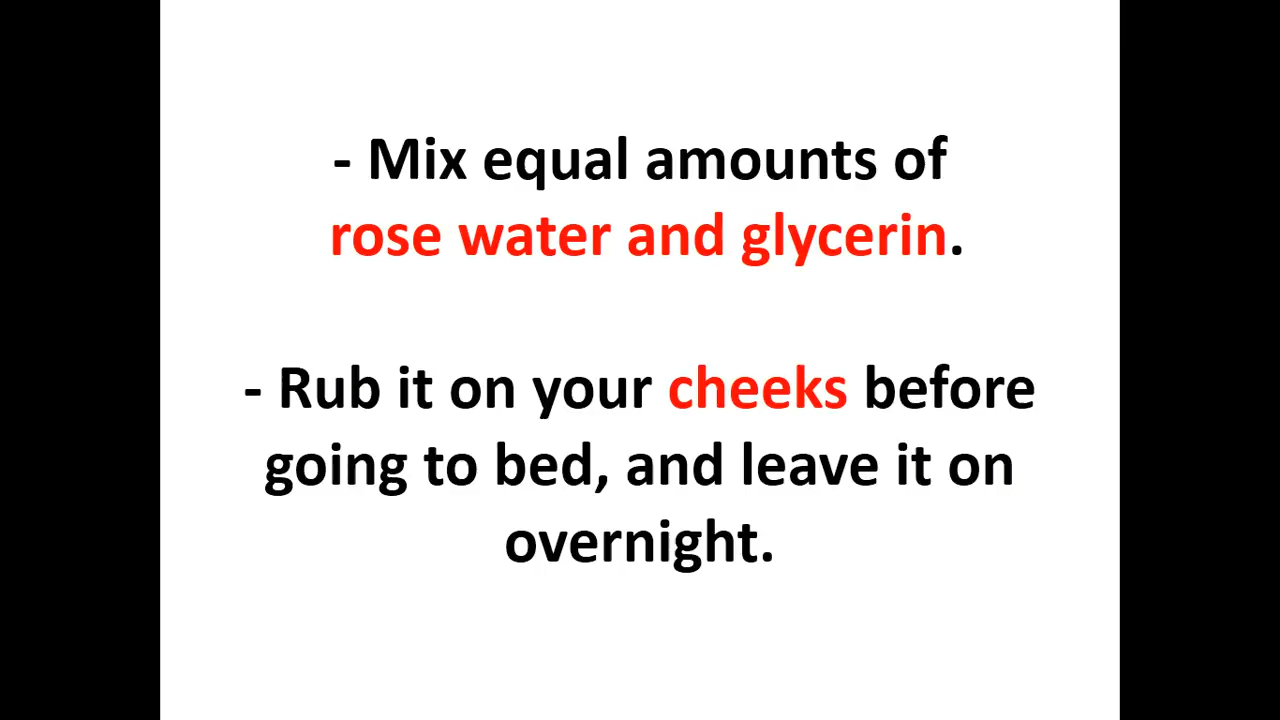 - Mix equal amounts of
rose water and glycerin.
- Rub it on your cheeks before
going to bed, and leave it on
overnight.